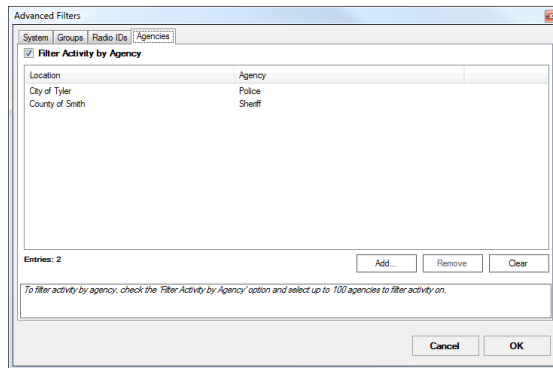 Advanced Filters
System Groups Radio IDs Agencies
Filter Activity by Agency
Location Agency
City of Tyler Police
County of Smith Sheriff
Entries: 2
Add... Remove Clear
To filter activity by agency, check the 'Filter Activity by Agency' option and select up to 100 agencies to filter activity on.
Cancel OK